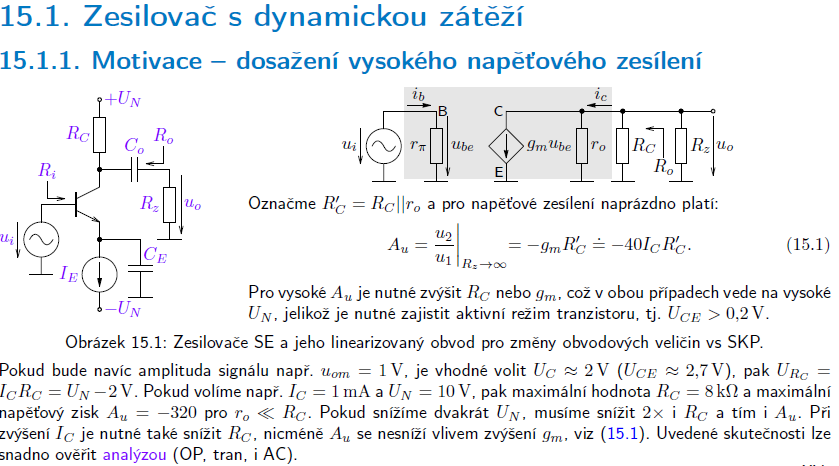 15.1. Zesilovač s dynamickou zátěží
15.1.1. Motivace – dosažení vysokého napěťového zesílení
+U_N
R_C
C_o
R_o
R_i
R_z
u_o
u_i
C_E
I_E
−U_N
i_b
i_c
B
C
u_i
r_π
u_be
g_m u_be
r_o
R_C
R_o
R_z
u_o
E
Označme R′_C = R_C||r_o a pro napěťové zesílení naprázdno platí:
A_u = u_2/u_1 |_{R_z→∞} = −g_m R′_C ≐ −40I_C R′_C. (15.1)
Pro vysoké A_u je nutné zvýšit R_C nebo g_m, což v obou případech vede na vysoké
U_N, jelikož je nutné zajistit aktivní režim tranzistoru, tj. U_CE > 0,2 V.
Obrázek 15.1: Zesilovače SE a jeho linearizovaný obvod pro změny obvodových veličin vs SKP.
Pokud bude navíc amplituda signálu např. u_om = 1 V, je vhodné volit U_C ≈ 2 V (U_CE ≈ 2,7 V), pak U_RC =
I_C R_C = U_N −2 V. Pokud volíme např. I_C = 1 mA a U_N = 10 V, pak maximální hodnota R_C = 8 kΩ a maximální
napěťový zisk A_u = −320 pro r_o ≪ R_C. Pokud snížíme dvakrát U_N, musíme snížit 2× i R_C a tím i A_u. Při
zvýšení I_C je nutné také snížit R_C, nicméně A_u se nesníží vlivem zvýšení g_m, viz (15.1). Uvedené skutečnosti lze
snadno ověřit analýzou (OP, tran, i AC).